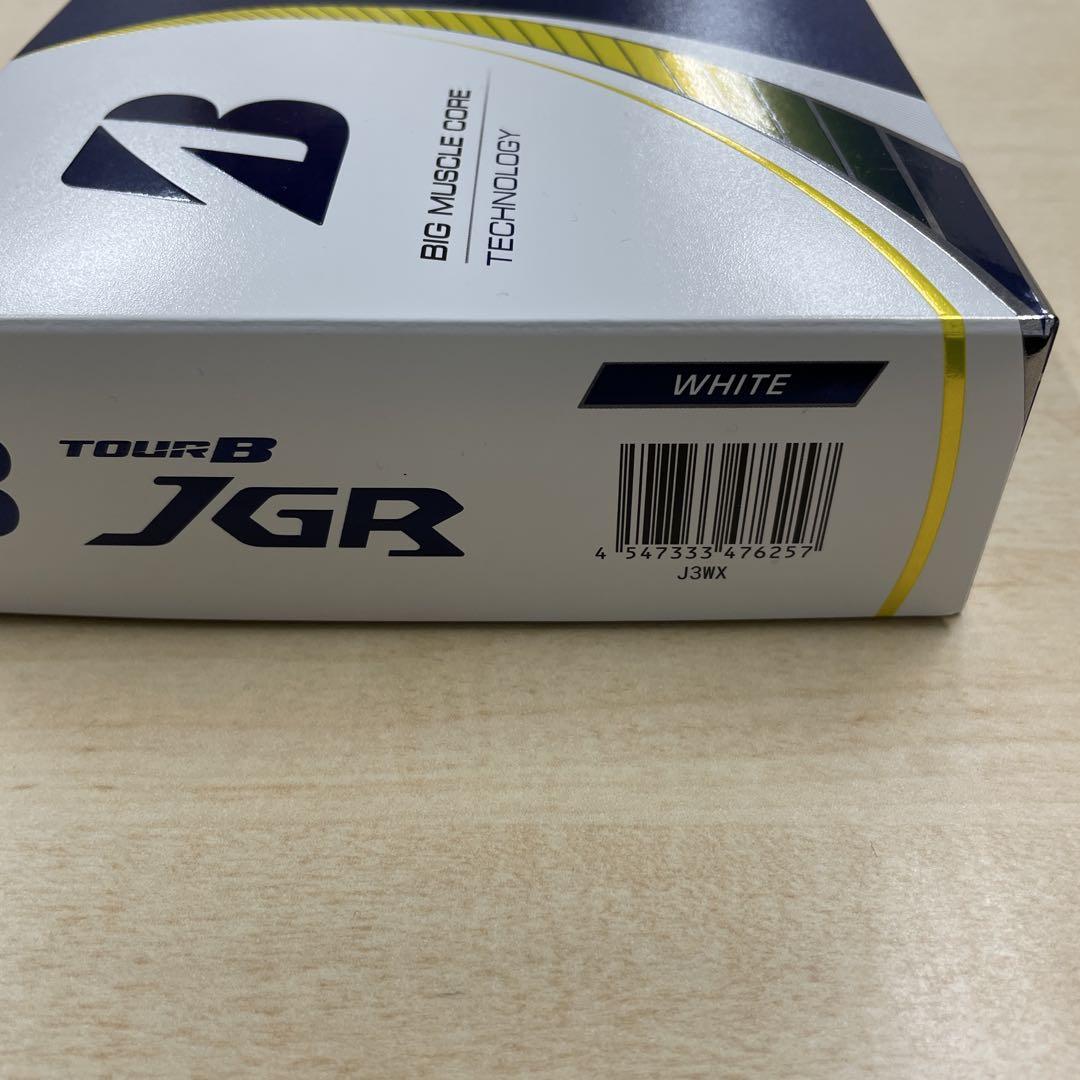 B
BIG MUSCLE CORE
TECHNOLOGY
WHITE
TOUR B
JGR
4 547333 476257
J3WX